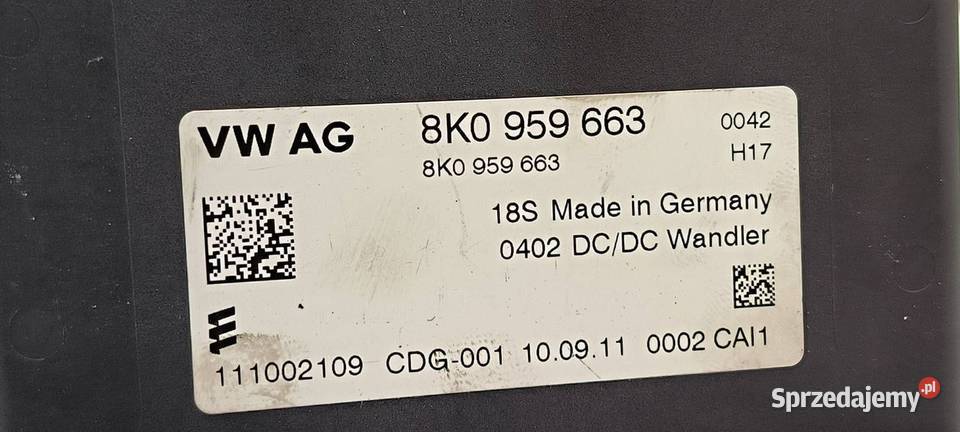 VW AG 8K0 959 663 0042
8K0 959 663 H17
18S Made in Germany
0402 DC/DC Wandler
111002109 CDG-001 10.09.11 0002 CAI1
Sprzedajemy.pl